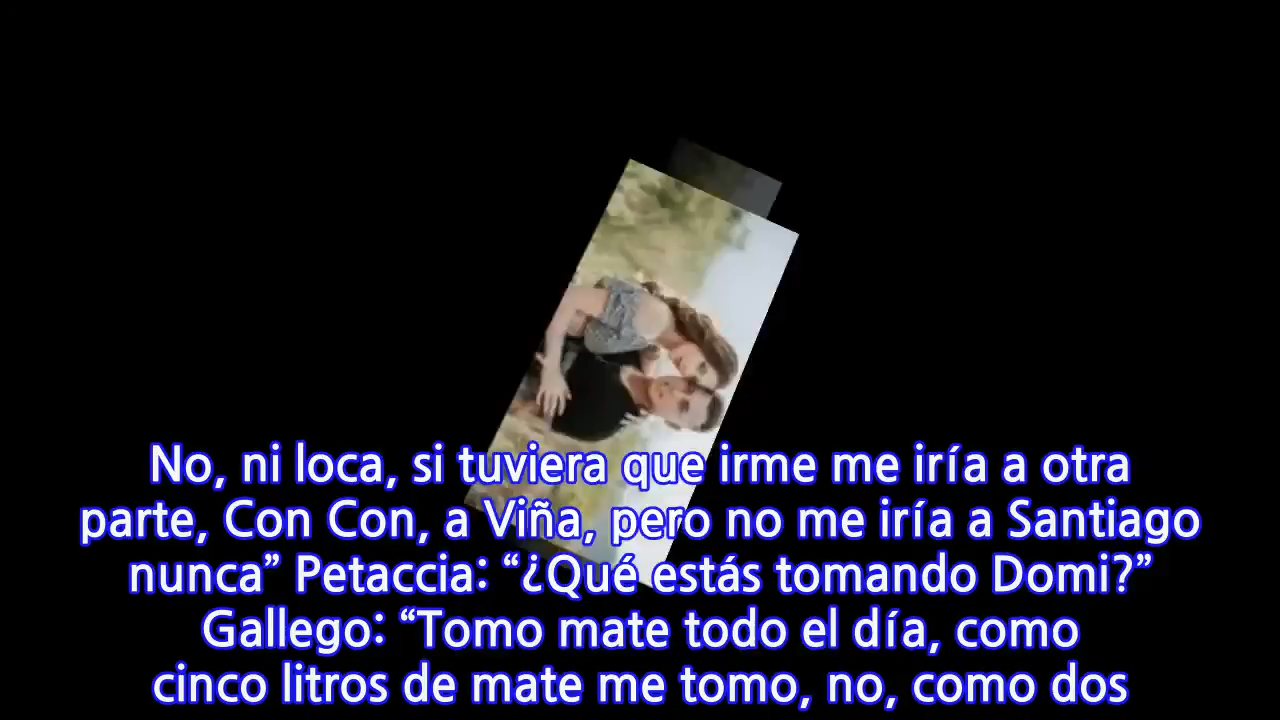 No, ni loca, si tuviera que irme me iría a otra
parte, Con Con, a Viña, pero no me iría a Santiago
nunca” Petaccia: “¿Qué estás tomando Domi?”
Gallego: “Tomo mate todo el día, como
cinco litros de mate me tomo, no, como dos